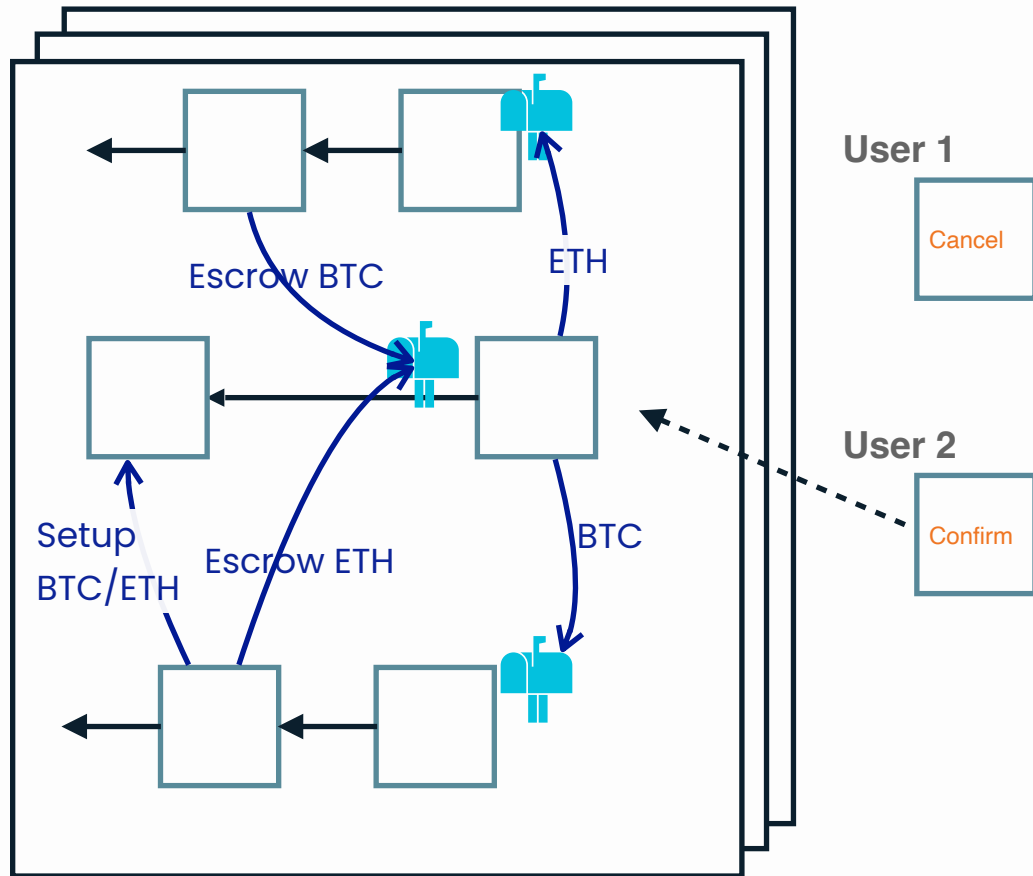 User 1
Cancel
Escrow BTC
ETH
User 2
Setup
BTC/ETH
Escrow ETH
BTC
Confirm